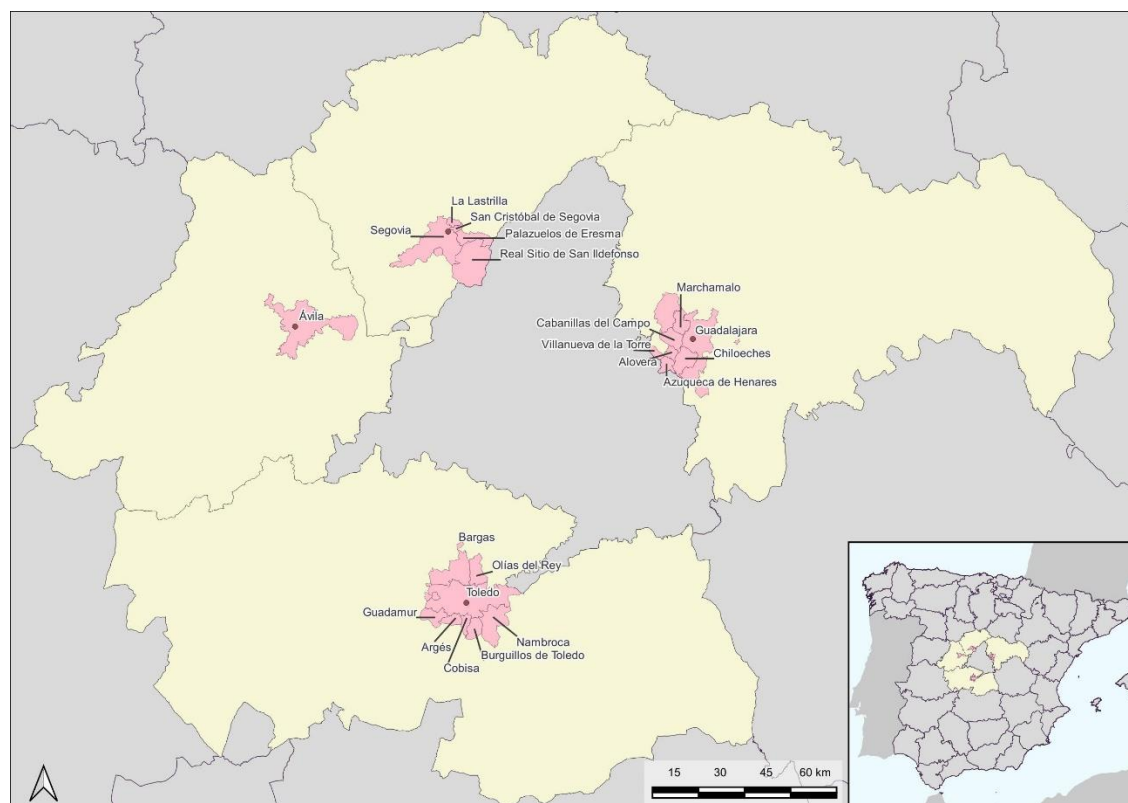 La Lastrilla
San Cristóbal de Segovia
Segovia
Palazuelos de Eresma
Real Sitio de San Ildefonso
Marchamalo
Ávila
Cabanillas del Campo
Guadalajara
Villanueva de la Torre
Chiloeches
Alovera
Azuqueca de Henares
Bargas
Olías del Rey
Toledo
Guadamur
Nambroca
Argés
Burguillos de Toledo
Cobisa
15 30 45 60 km